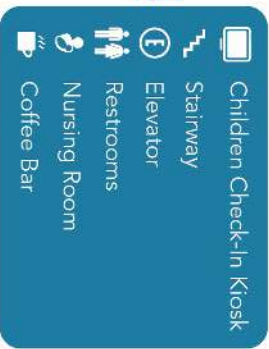 Children Check-In Kiosk
Stairway
E Elevator
Restrooms
Nursing Room
Coffee Bar